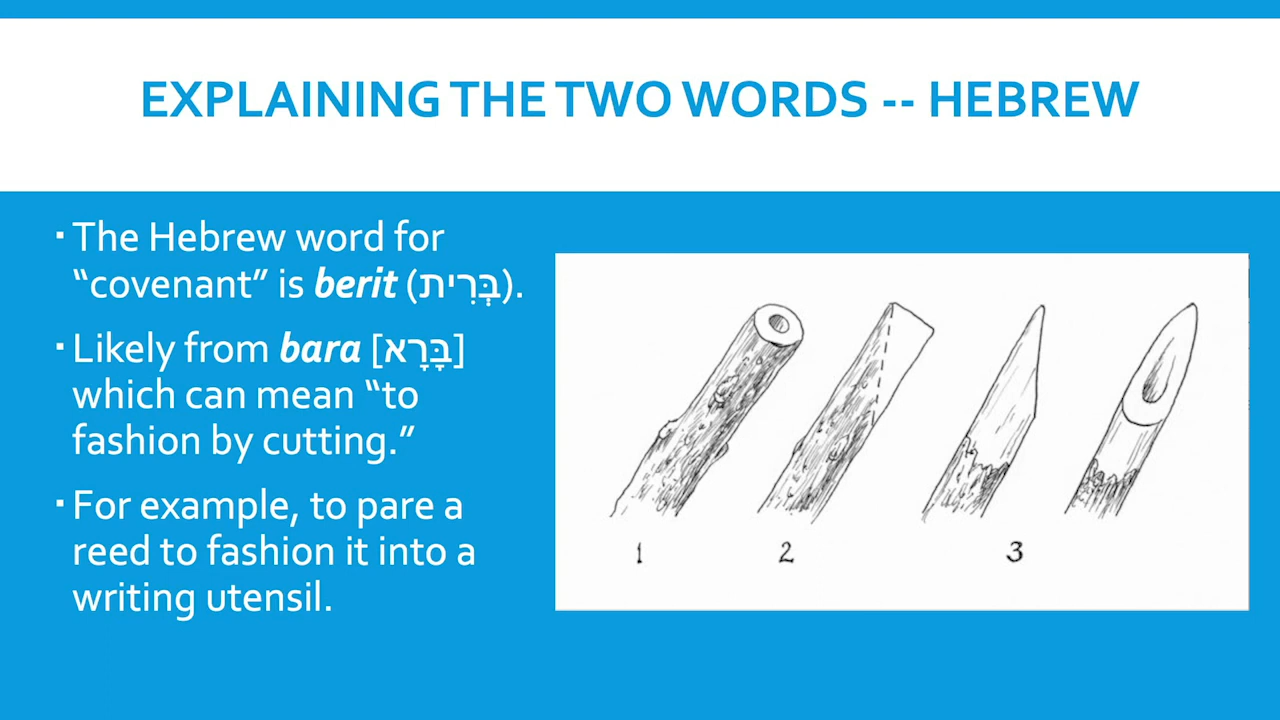 EXPLAINING THE TWO WORDS -- HEBREW
▪ The Hebrew word for
“covenant” is berit (בְּרִית).
▪ Likely from bara [בָּרָא]
which can mean “to
fashion by cutting.”
▪ For example, to pare a
reed to fashion it into a
writing utensil.
1 2 3